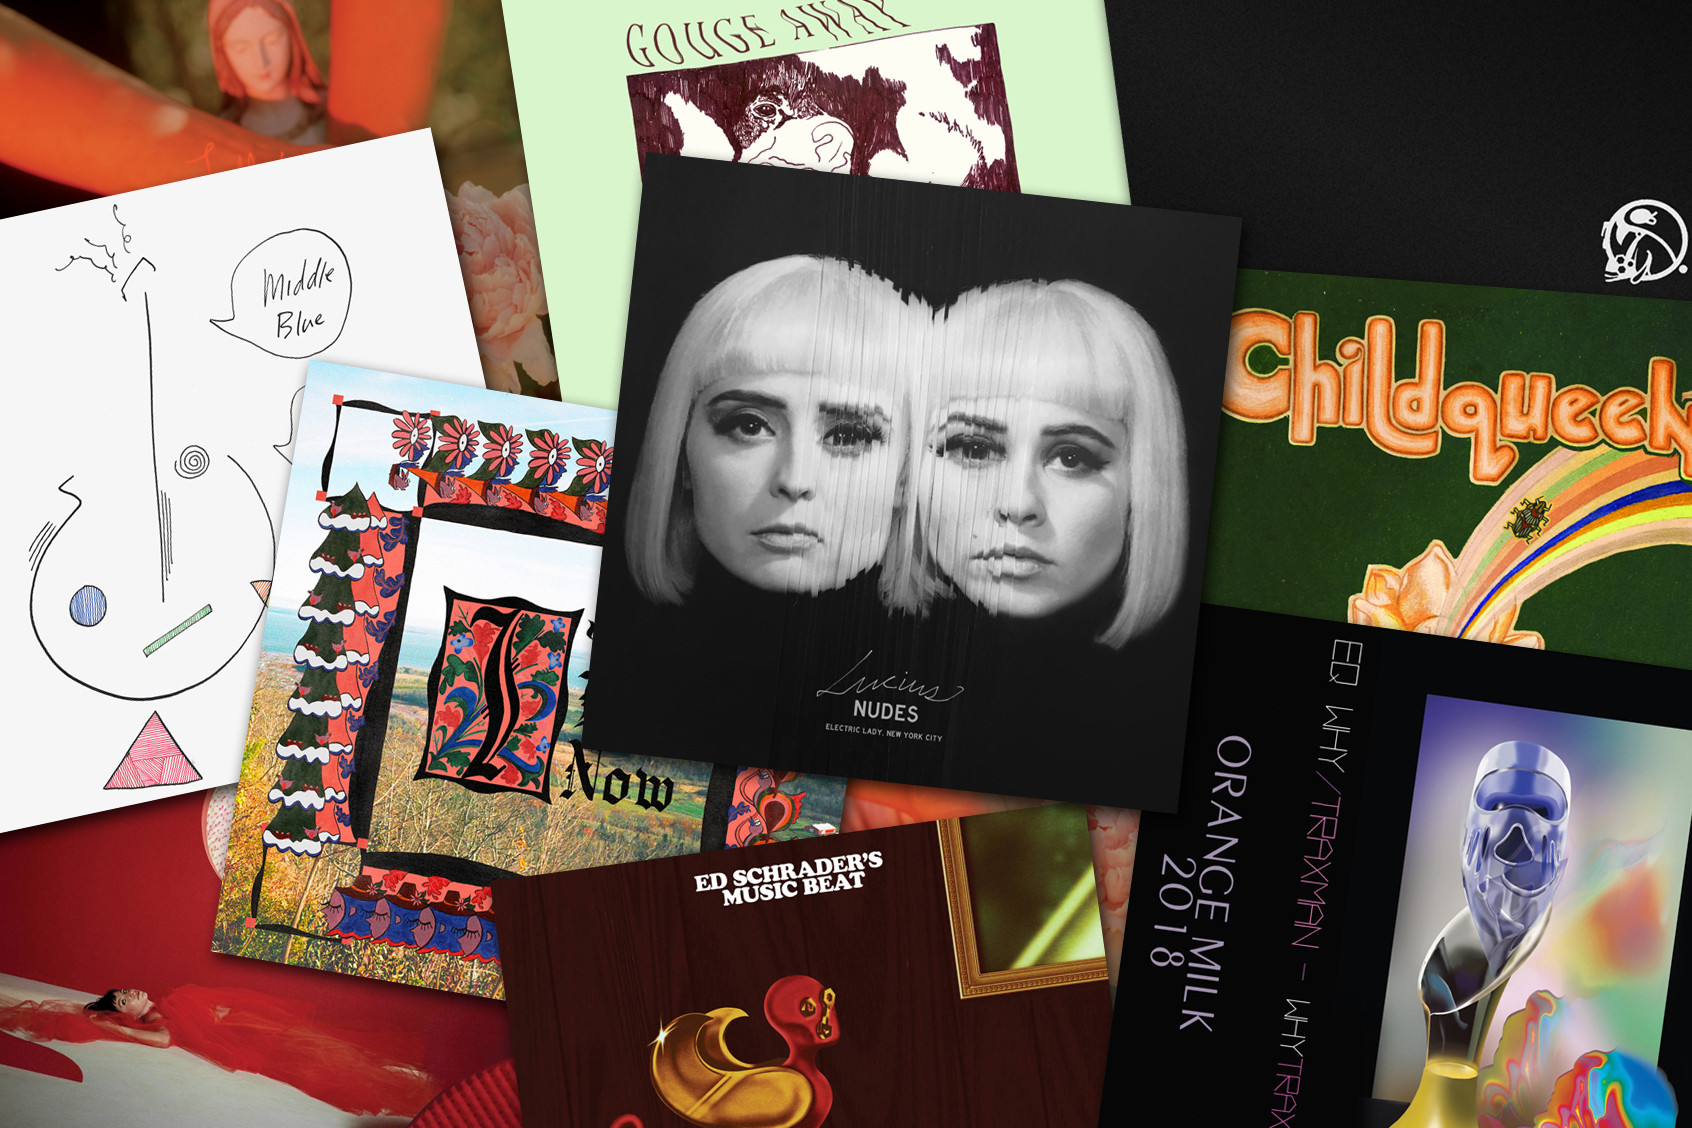 GOUGE AWAY
Middle
Blue
Childqueen
Now
Lucius
NUDES
ELECTRIC LADY, NEW YORK CITY
ED SCHRADER'S
MUSIC BEAT
ORANGE MILK
2018
EQ WHY/TRAXMAN – WHYTRAX